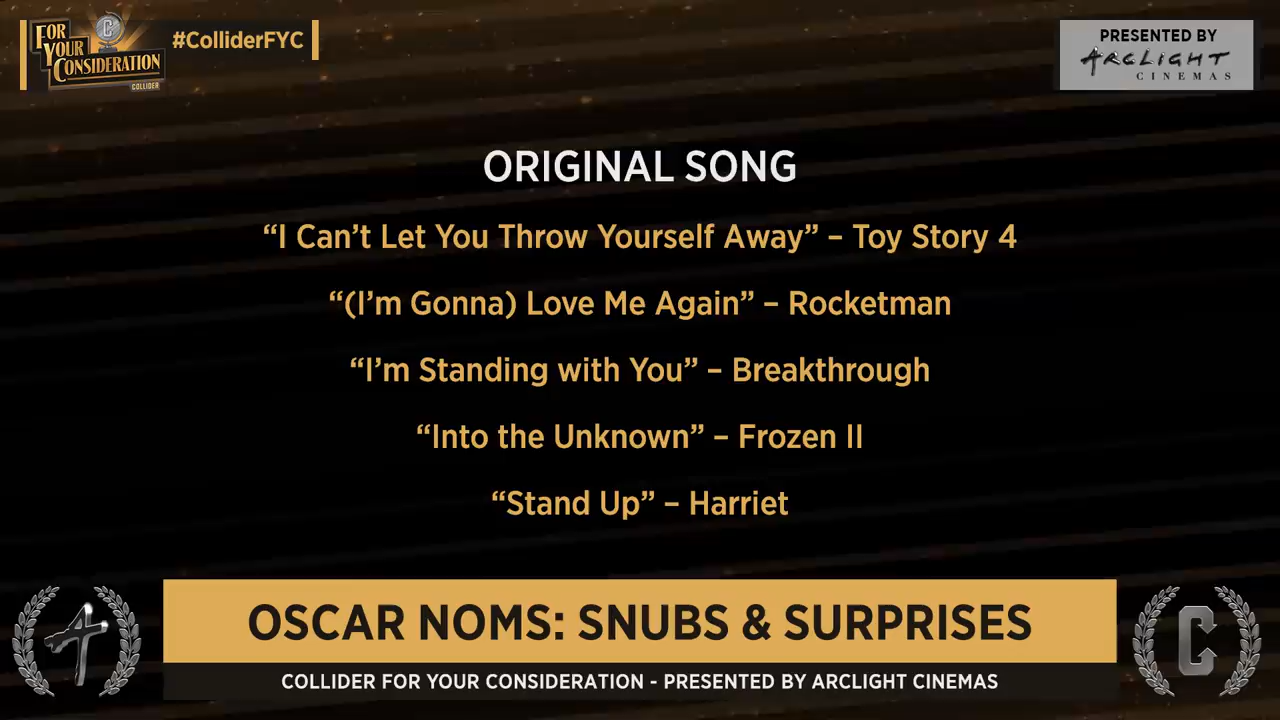 FOR YOUR CONSIDERATION
COLLIDER
#ColliderFYC
PRESENTED BY
ARCLIGHT
CINEMAS
ORIGINAL SONG
“I Can’t Let You Throw Yourself Away” – Toy Story 4
“(I’m Gonna) Love Me Again” – Rocketman
“I’m Standing with You” – Breakthrough
“Into the Unknown” – Frozen II
“Stand Up” – Harriet
OSCAR NOMS: SNUBS & SURPRISES
COLLIDER FOR YOUR CONSIDERATION - PRESENTED BY ARCLIGHT CINEMAS